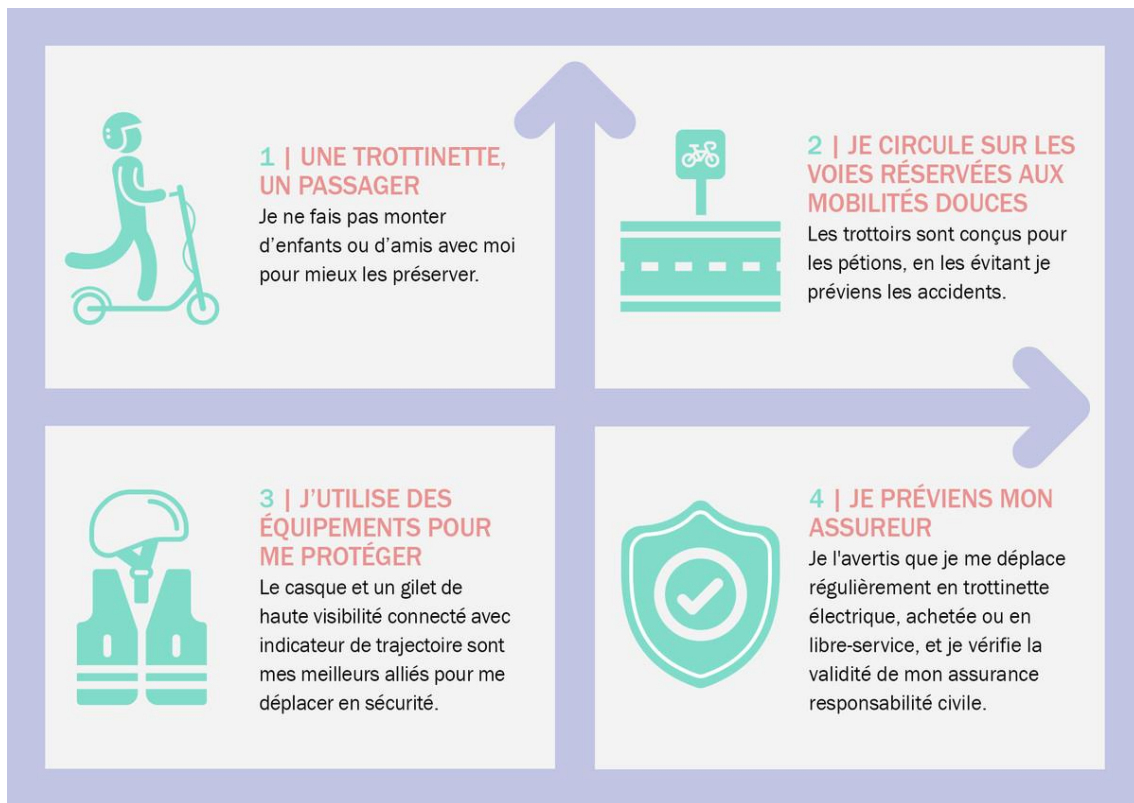 1 | UNE TROTTINETTE,
UN PASSAGER
Je ne fais pas monter
d’enfants ou d’amis avec moi
pour mieux les préserver.
2 | JE CIRCULE SUR LES
VOIES RÉSERVÉES AUX
MOBILITÉS DOUCES
Les trottoirs sont conçus pour
les pétions, en les évitant je
préviens les accidents.
3 | J’UTILISE DES
ÉQUIPEMENTS POUR
ME PROTÉGER
Le casque et un gilet de
haute visibilité connecté avec
indicateur de trajectoire sont
mes meilleurs alliés pour me
déplacer en sécurité.
4 | JE PRÉVIENS MON
ASSUREUR
Je l'avertis que je me déplace
régulièrement en trottinette
électrique, achetée ou en
libre-service, et je vérifie la
validité de mon assurance
responsabilité civile.